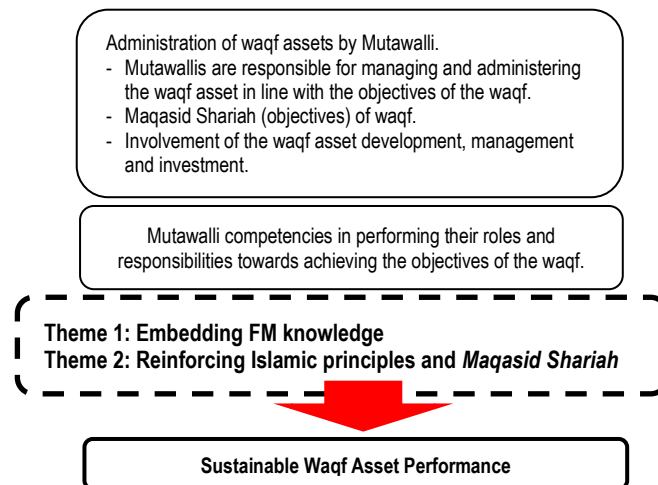 Administration of waqf assets by Mutawalli.
- Mutawallis are responsible for managing and administering
the waqf asset in line with the objectives of the waqf.
- Maqasid Shariah (objectives) of waqf.
- Involvement of the waqf asset development, management
and investment.
Mutawalli competencies in performing their roles and
responsibilities towards achieving the objectives of the waqf.
Theme 1: Embedding FM knowledge
Theme 2: Reinforcing Islamic principles and Maqasid Shariah
Sustainable Waqf Asset Performance